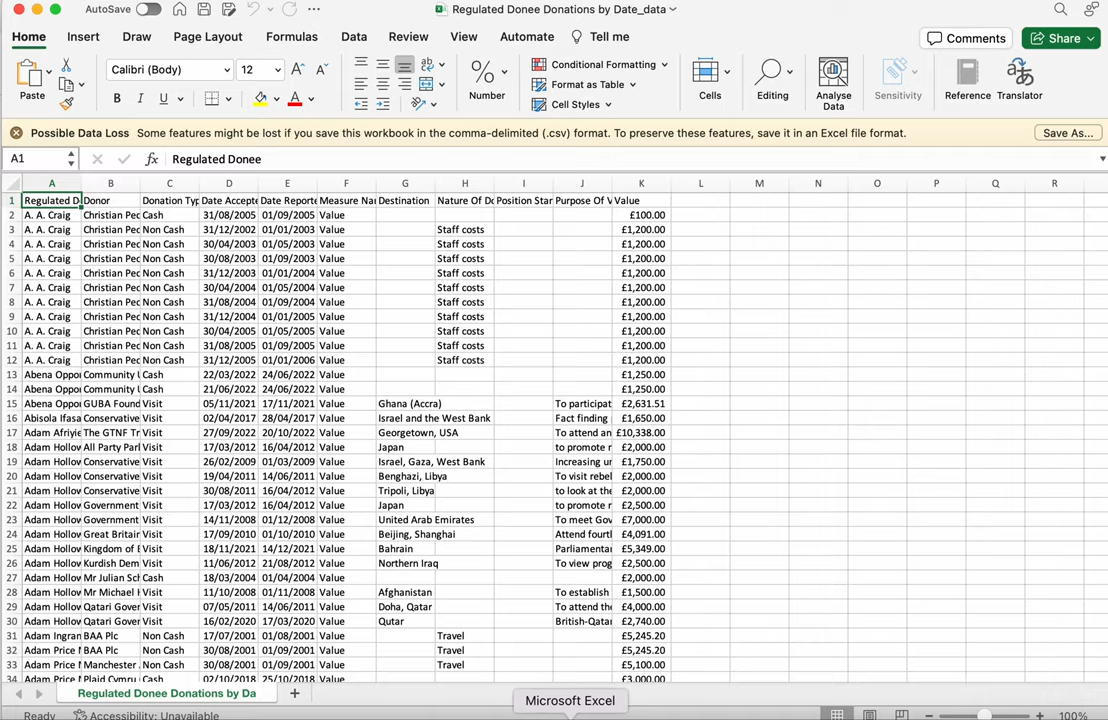 AutoSave Regulated Donee Donations by Date_data
Home Insert Draw Page Layout Formulas Data Review View Automate Tell me Comments Share
Paste Calibri (Body) 12 A A Number Conditional Formatting Format as Table Cell Styles Cells Editing Analyse Data Sensitivity Reference Translator
B I U A
Possible Data Loss Some features might be lost if you save this workbook in the comma-delimited (.csv) format. To preserve these features, save it in an Excel file format. Save As...
A1 fx Regulated Donee
A B C D E F G H I J K L M N O P Q R
1 Regulated D Donor Donation Typ Date Accepte Date Reporte Measure Nar Destination Nature Of Do Position Star Purpose Of V Value
2 A. A. Craig Christian Peo Cash 31/08/2005 01/09/2005 Value £100.00
3 A. A. Craig Christian Peo Non Cash 31/12/2002 01/01/2003 Value Staff costs £1,200.00
4 A. A. Craig Christian Peo Non Cash 30/04/2003 01/05/2003 Value Staff costs £1,200.00
5 A. A. Craig Christian Peo Non Cash 30/08/2003 01/09/2003 Value Staff costs £1,200.00
6 A. A. Craig Christian Peo Non Cash 31/12/2003 01/01/2004 Value Staff costs £1,200.00
7 A. A. Craig Christian Peo Non Cash 30/04/2004 01/05/2004 Value Staff costs £1,200.00
8 A. A. Craig Christian Peo Non Cash 31/08/2004 01/09/2004 Value Staff costs £1,200.00
9 A. A. Craig Christian Peo Non Cash 31/12/2004 01/01/2005 Value Staff costs £1,200.00
10 A. A. Craig Christian Peo Non Cash 30/04/2005 01/05/2005 Value Staff costs £1,200.00
11 A. A. Craig Christian Peo Non Cash 31/08/2005 01/09/2005 Value Staff costs £1,200.00
12 A. A. Craig Christian Peo Non Cash 31/12/2005 01/01/2006 Value Staff costs £1,200.00
13 Abena Oppon Community U Cash 22/03/2022 24/06/2022 Value £1,250.00
14 Abena Oppon Community U Cash 21/06/2022 24/06/2022 Value £1,250.00
15 Abena Oppon GUBA Found Visit 05/11/2021 17/11/2021 Value Ghana (Accra) To participat £2,631.51
16 Abisola Ifasa Conservative Visit 02/04/2017 28/04/2017 Value Israel and the West Bank Fact finding £1,650.00
17 Adam Afriyie The GTNF Tr Visit 27/09/2022 20/10/2022 Value Georgetown, USA To attend an £10,338.00
18 Adam Hollow All Party Parl Visit 17/03/2012 16/04/2012 Value Japan to promote r £2,000.00
19 Adam Hollow Conservative Visit 26/02/2009 01/03/2009 Value Israel, Gaza, West Bank Increasing un £1,750.00
20 Adam Hollow Conservative Visit 19/04/2011 14/06/2011 Value Benghazi, Libya To visit rebel £2,000.00
21 Adam Hollow Conservative Visit 30/08/2011 16/04/2012 Value Tripoli, Libya to look at the £2,000.00
22 Adam Hollow Government Visit 17/03/2012 16/04/2012 Value Japan to promote r £2,500.00
23 Adam Hollow Government Visit 14/11/2008 01/12/2008 Value United Arab Emirates To meet Gov £7,000.00
24 Adam Hollow Great Britain Visit 17/09/2010 01/10/2010 Value Beijing, Shanghai Attend fourtl £4,091.00
25 Adam Hollow Kingdom of E Visit 18/11/2021 14/12/2021 Value Bahrain Parliamentar £5,349.00
26 Adam Hollow Kurdish Dem Visit 11/06/2012 21/08/2012 Value Northern Iraq To view prog £2,500.00
27 Adam Hollow Mr Julian Sch Cash 18/03/2004 01/04/2004 Value £2,000.00
28 Adam Hollow Mr Michael H Visit 11/10/2008 01/11/2008 Value Afghanistan To establish £1,500.00
29 Adam Hollow Qatari Gover Visit 07/05/2011 14/06/2011 Value Doha, Qatar To attend the £4,000.00
30 Adam Hollow Qatari Gover Visit 16/02/2020 17/03/2020 Value Qutar British-Qatar £2,740.00
31 Adam Ingran BAA Plc Non Cash 17/07/2001 01/08/2001 Value Travel £5,245.20
32 Adam Price M BAA Plc Non Cash 30/08/2001 01/09/2001 Value Travel £5,245.20
33 Adam Price M Manchester Non Cash 30/08/2001 01/09/2001 Value Travel £5,100.00
34 Adam Price M Plaid Cymru Cash 02/10/2018 25/10/2018 Value £3,000.00
Regulated Donee Donations by Da +
Microsoft Excel
Ready Accessibility: Unavailable 100%